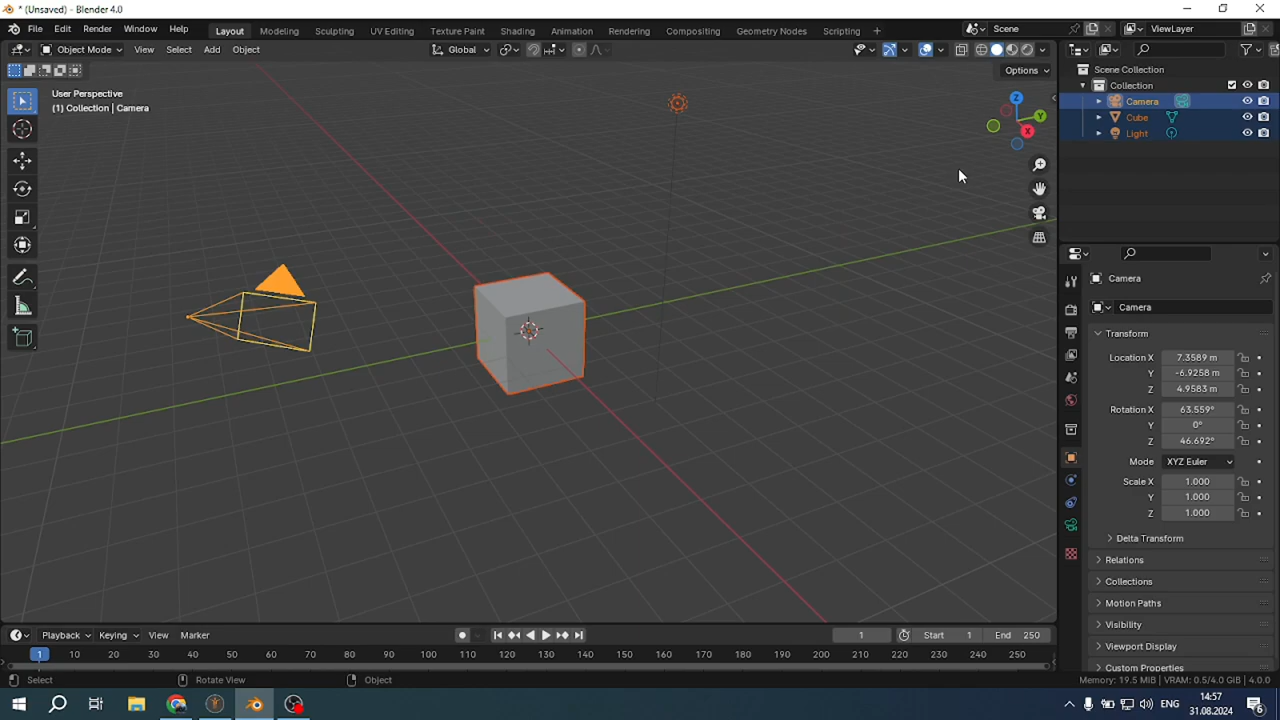 * (Unsaved) - Blender 4.0
File Edit Render Window Help Layout Modeling Sculpting UV Editing Texture Paint Shading Animation Rendering Compositing Geometry Nodes Scripting + Scene ViewLayer
Object Mode View Select Add Object Global
Options
User Perspective
(1) Collection | Camera
Z
Y
X
Scene Collection
Collection
Camera
Cube
Light
Camera
Camera
Transform
Location X 7.3589 m
Y -6.9258 m
Z 4.9583 m
Rotation X 63.559°
Y 0°
Z 46.692°
Mode XYZ Euler
Scale X 1.000
Y 1.000
Z 1.000
Delta Transform
Relations
Collections
Motion Paths
Visibility
Viewport Display
Custom Properties
Playback Keying View Marker 1 Start 1 End 250
1 10 20 30 40 50 60 70 80 90 100 110 120 130 140 150 160 170 180 190 200 210 220 230 240 250
Select Rotate View Object Memory: 19.5 MiB | VRAM: 0.5/4.0 GiB | 4.0.0
ENG 14:57
31.08.2024 6